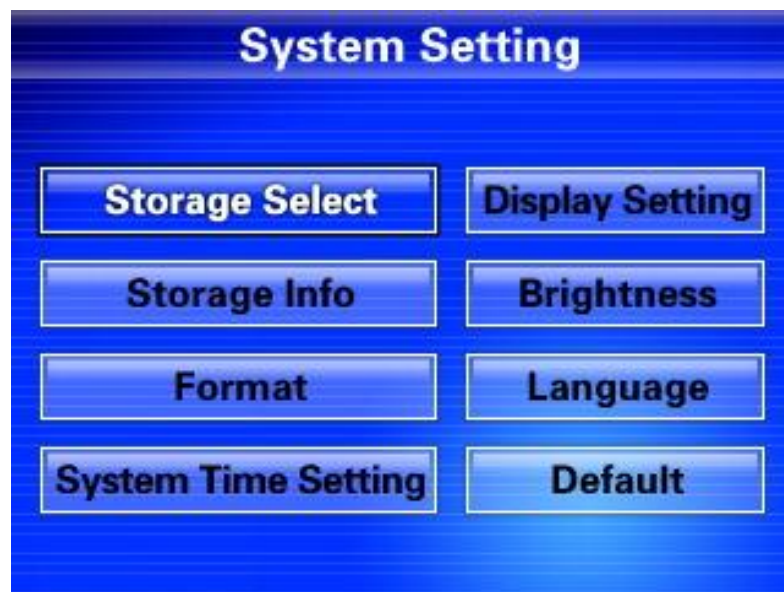 System Setting
Storage Select
Display Setting
Storage Info
Brightness
Format
Language
System Time Setting
Default